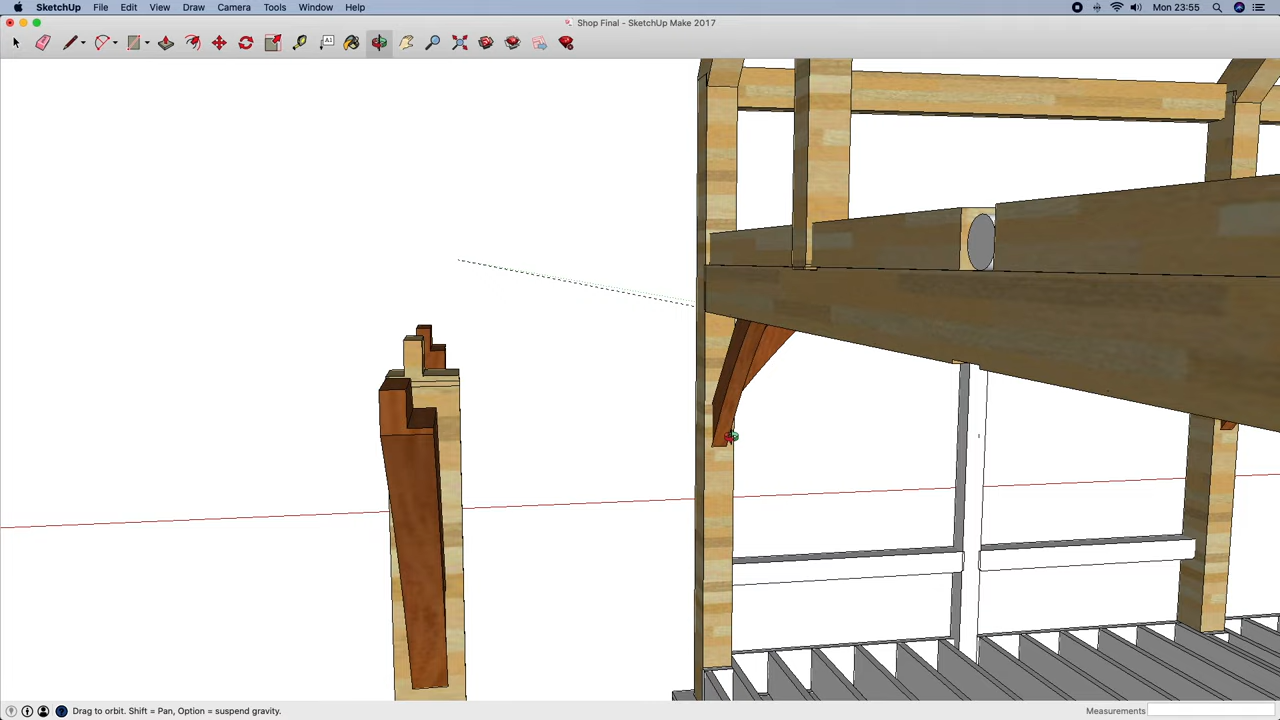 SketchUp File Edit View Draw Camera Tools Window Help Mon 23:55
Shop Final - SketchUp Make 2017
A1
Drag to orbit. Shift = Pan, Option = suspend gravity. Measurements